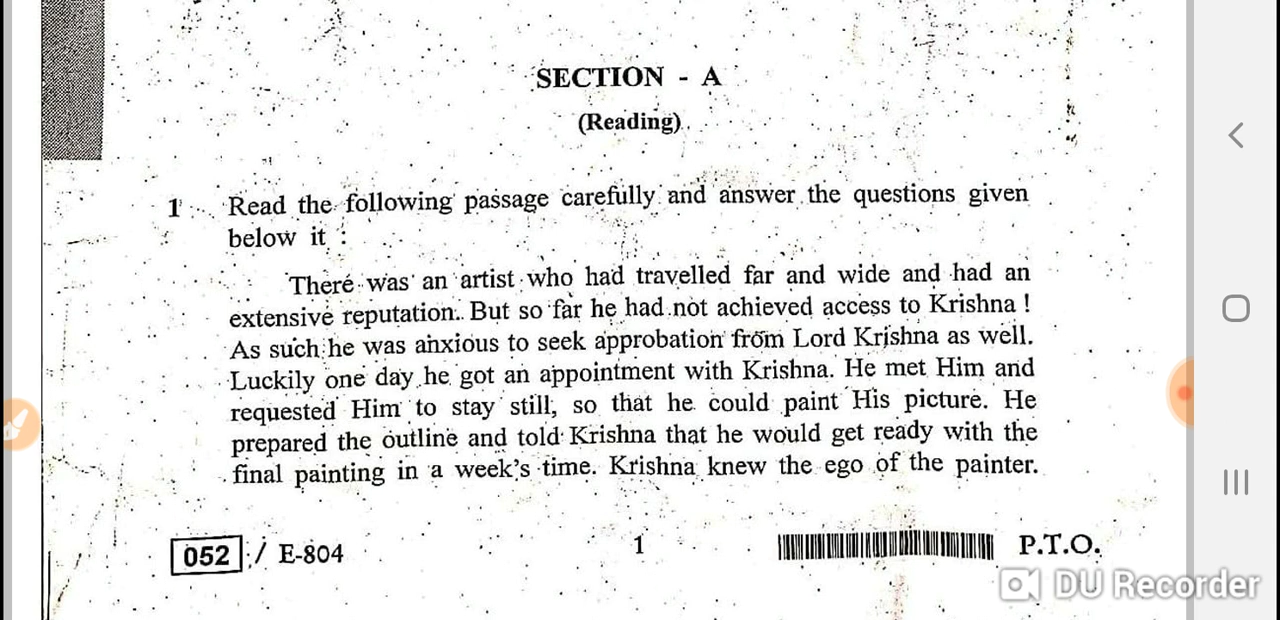 SECTION - A
(Reading)
1 Read the following passage carefully and answer the questions given
below it :
There was an artist who had travelled far and wide and had an
extensive reputation. But so far he had not achieved access to Krishna !
As such he was anxious to seek approbation from Lord Krishna as well.
Luckily one day he got an appointment with Krishna. He met Him and
requested Him to stay still, so that he could paint His picture. He
prepared the outline and told Krishna that he would get ready with the
final painting in a week's time. Krishna knew the ego of the painter.
052 / E-804 1 P.T.O.
DU Recorder